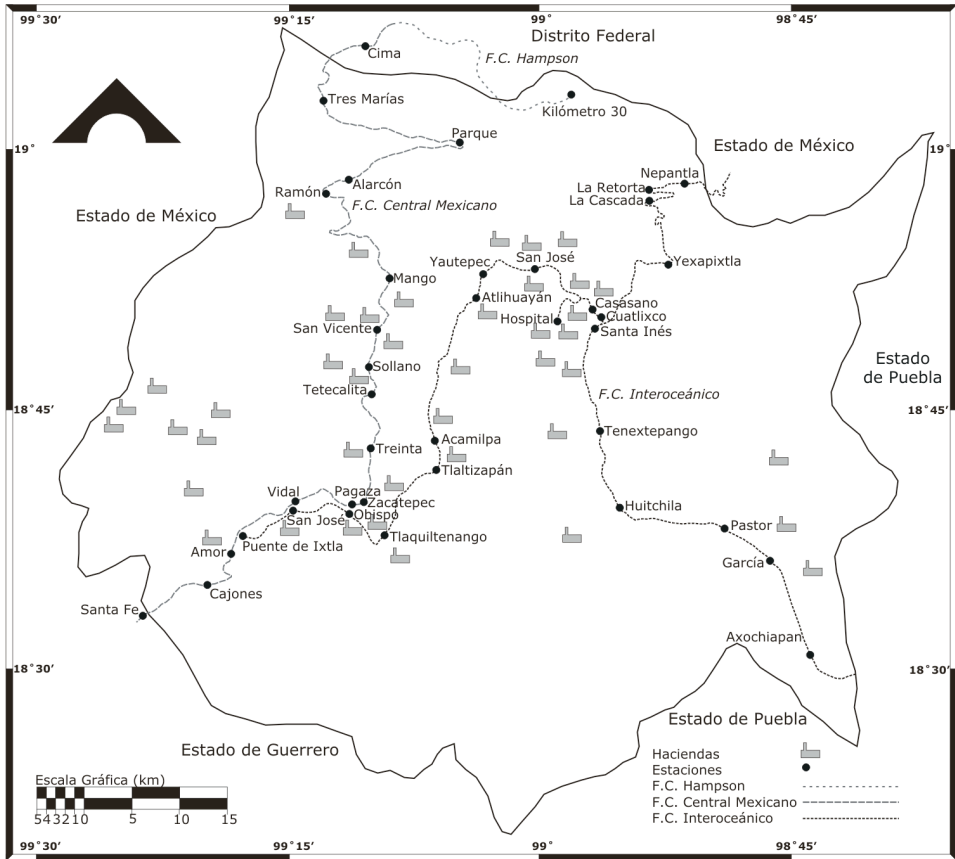 99˚30’
99˚15’
99˚
98˚45’
Distrito Federal
Cima
F.C. Hampson
Tres Marías
Kilómetro 30
Parque
19˚
Estado de México
19˚
Nepantla
Alarcón
La Retorta
Ramón
F.C. Central Mexicano
La Cascada
Estado de México
San José
Yautepec
Yexapixtla
Mango
Atlihuayán
Casasano
Hospital
Cuatlixco
San Vicente
Santa Inés
Estado
de Puebla
Sollano
Tetecalita
F.C. Interoceánico
18˚45’
18˚45’
Tenextepango
Acamilpa
Treinta
Tlaltizapán
Vidal
Pagaza
Zacatepec
Huitchila
San José
Obispo
Pastor
Tlaquiltenango
Puente de Ixtla
Amor
García
Cajones
Santa Fe
Axochiapan
18˚30’
18˚30’
Estado de Puebla
Estado de Guerrero
Haciendas
Estaciones
F.C. Hampson
F.C. Central Mexicano
F.C. Interoceánico
Escala Gráfica (km)
5 4 3 2 1 0 5 10 15
99˚30’
99˚15’
99˚
98˚45’